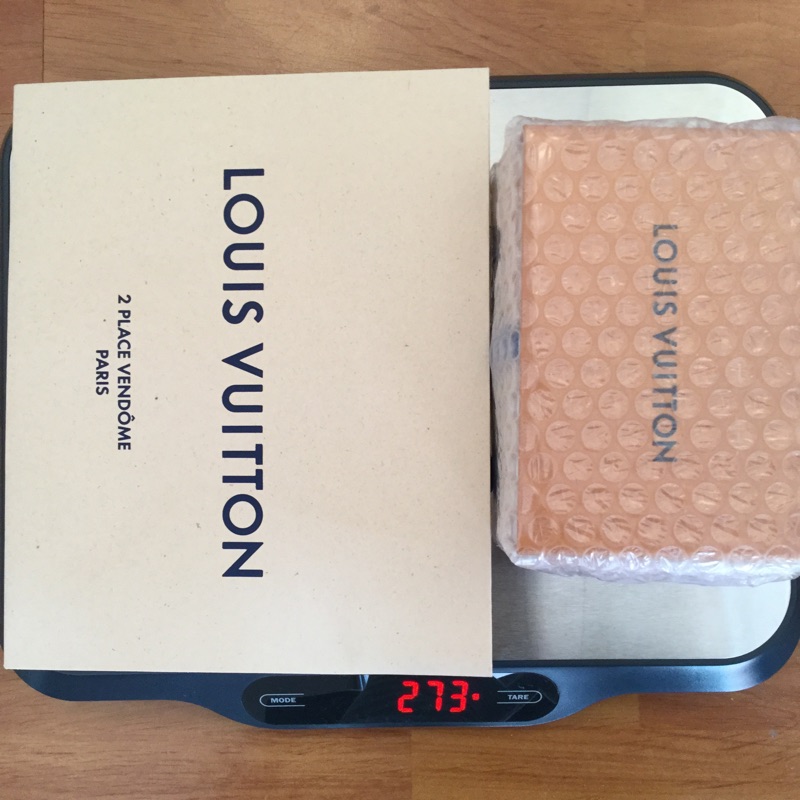 LOUIS VUITTON
2 PLACE VENDÔME
PARIS
LOUIS VUITTON
MODE
273
TARE